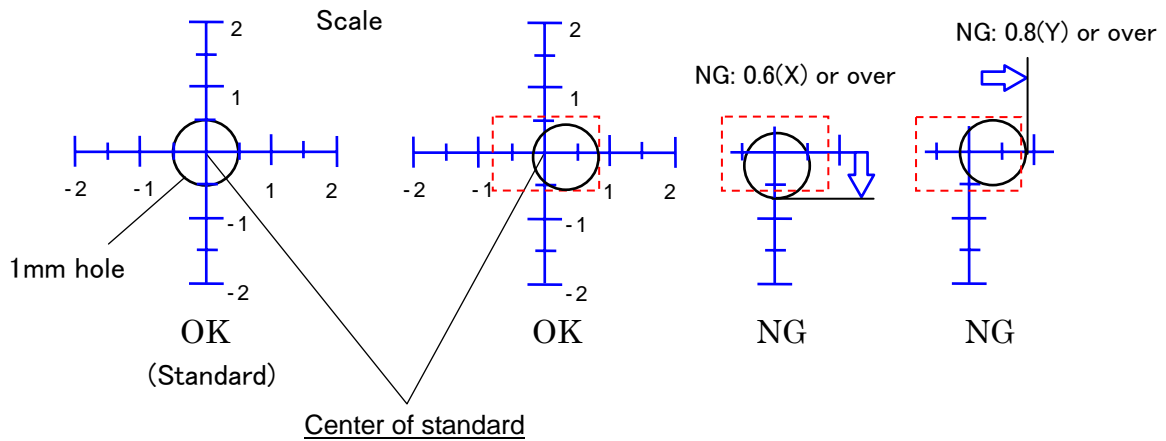 Scale
NG: 0.8(Y) or over
NG: 0.6(X) or over
2
1
-2 -1 1 2
-1
-2
2
1
-2 -1 1 2
-1
-2
1mm hole
OK OK NG NG
(Standard)
Center of standard